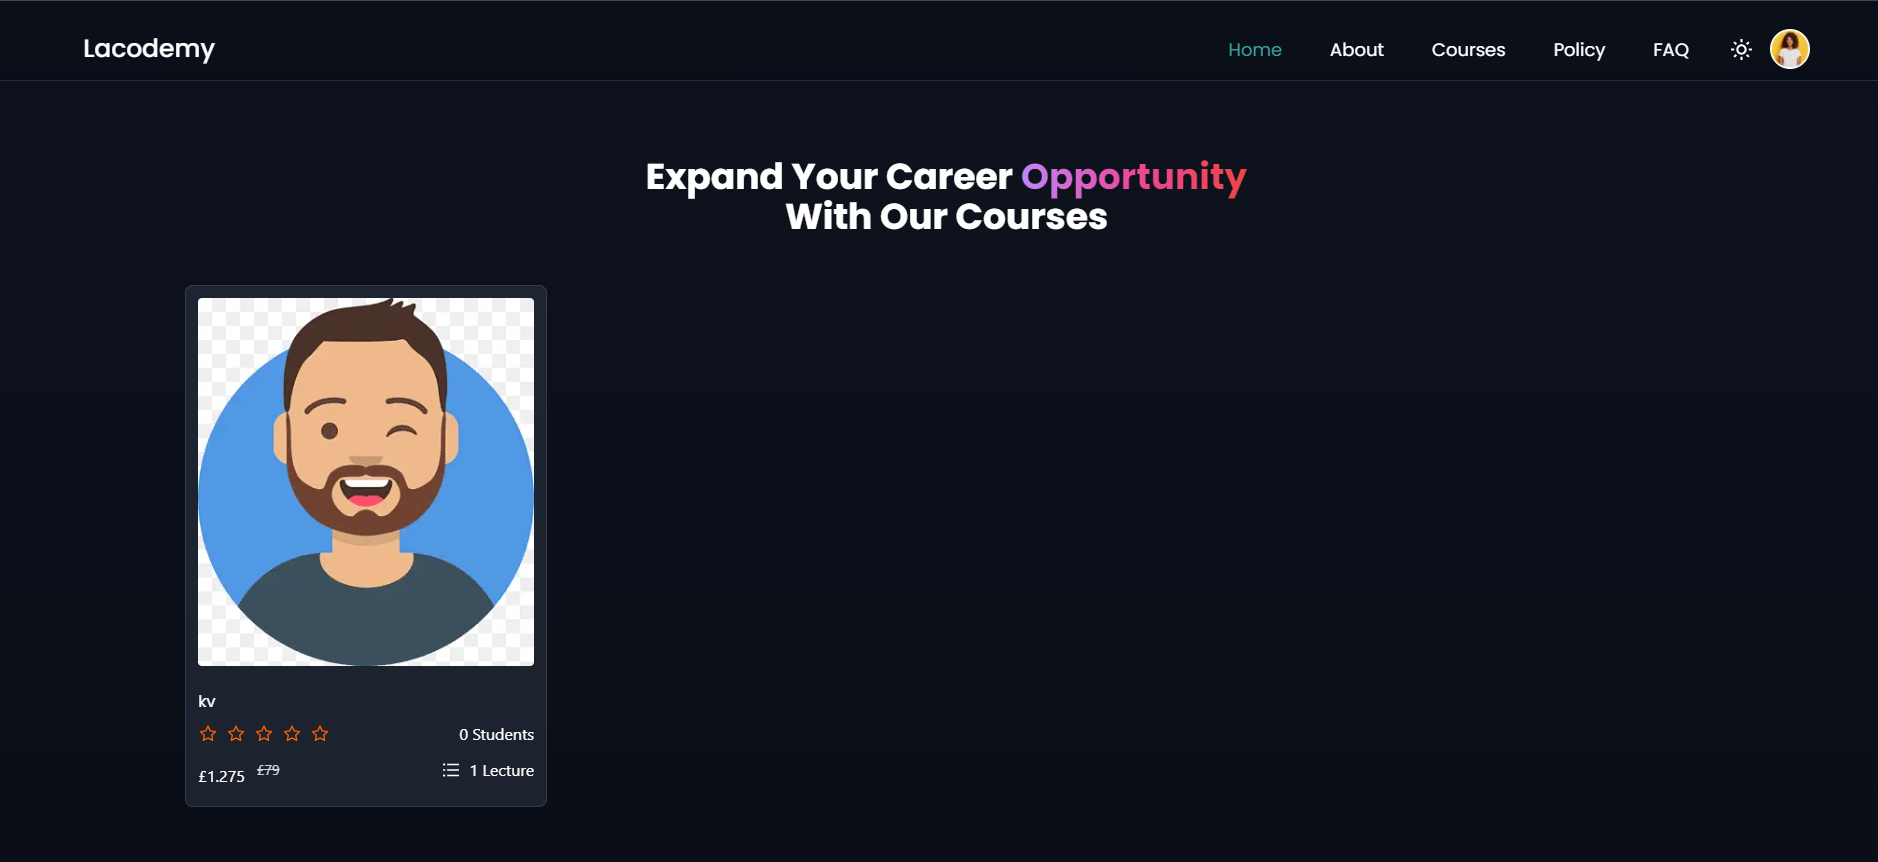 Lacodemy
Home About Courses Policy FAQ
Expand Your Career Opportunity
With Our Courses
kv
0 Students
£1.275 £79
1 Lecture